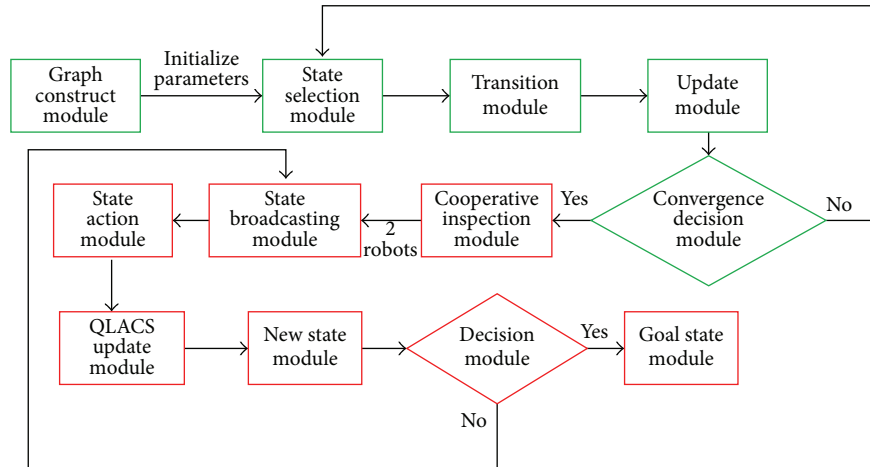 Graph
construct
module
Initialize
parameters
State
selection
module
Transition
module
Update
module
State
action
module
State
broadcasting
module
2
robots
Cooperative
inspection
module
Yes
Convergence
decision
module
No
QLACS
update
module
New state
module
Decision
module
Yes
Goal state
module
No